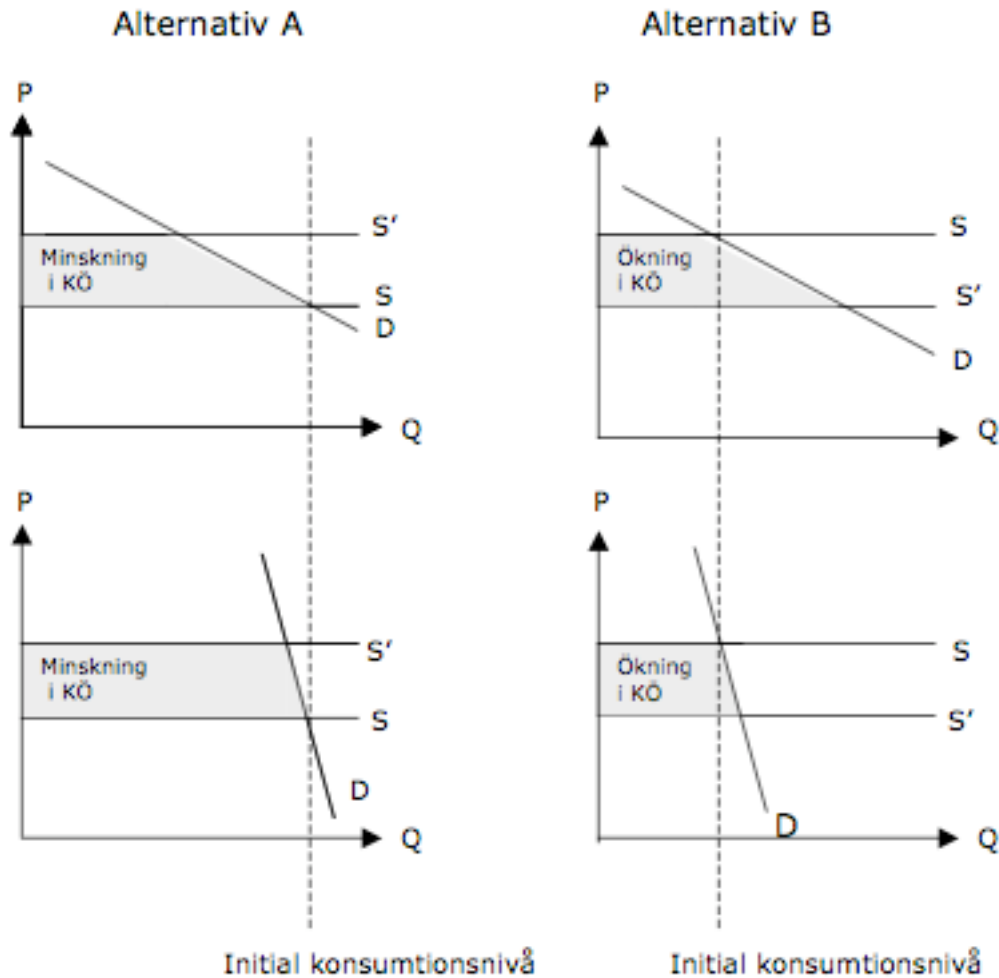 Alternativ A
Alternativ B
P
S'
Minskning
i KÖ
S
D
Q
P
S
Ökning
i KÖ
S'
D
Q
P
S'
Minskning
i KÖ
S
D
Q
P
S
Ökning
i KÖ
S'
D
Q
Initial konsumtionsnivå
Initial konsumtionsnivå